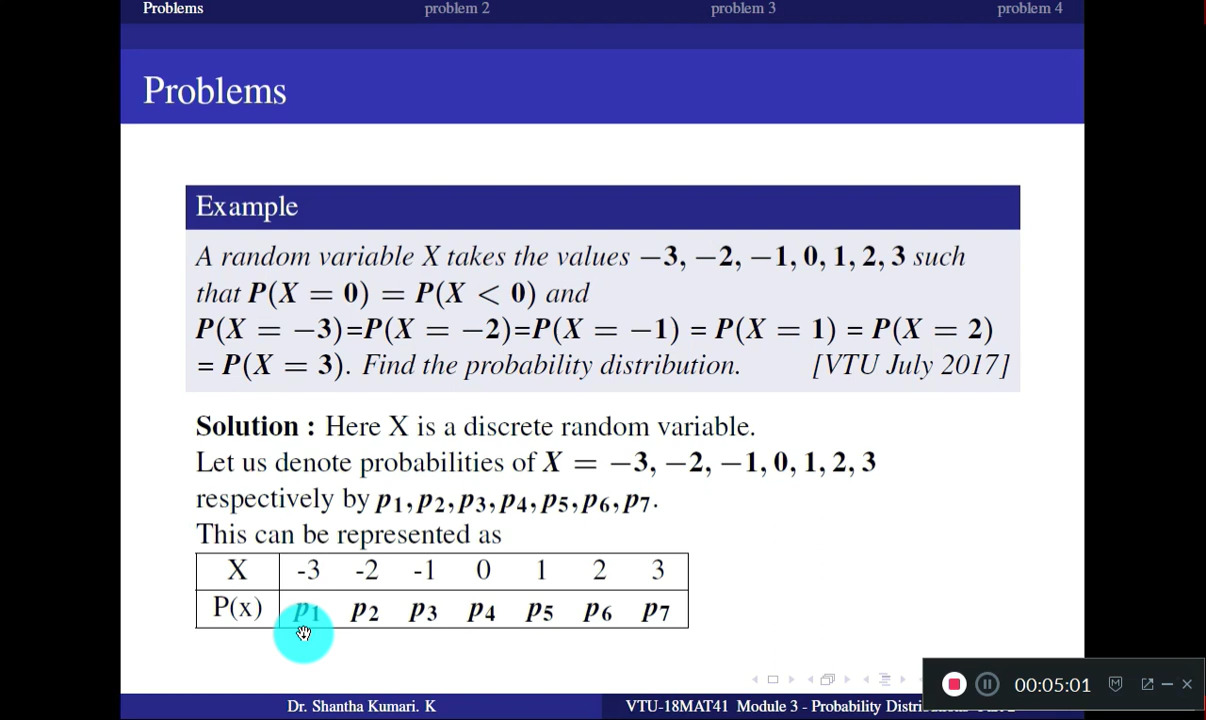 Problems problem 2 problem 3 problem 4
Problems
Example
A random variable X takes the values −3, −2, −1, 0, 1, 2, 3 such
that P(X = 0) = P(X < 0) and
P(X = −3)=P(X = −2)=P(X = −1) = P(X = 1) = P(X = 2)
= P(X = 3). Find the probability distribution. [VTU July 2017]
Solution : Here X is a discrete random variable.
Let us denote probabilities of X = −3, −2, −1, 0, 1, 2, 3
respectively by p₁, p₂, p₃, p₄, p₅, p₆, p₇.
This can be represented as
X -3 -2 -1 0 1 2 3
P(x) p₁ p₂ p₃ p₄ p₅ p₆ p₇
00:05:01
Dr. Shantha Kumari. K VTU-18MAT41 Module 3 - Probability Distri